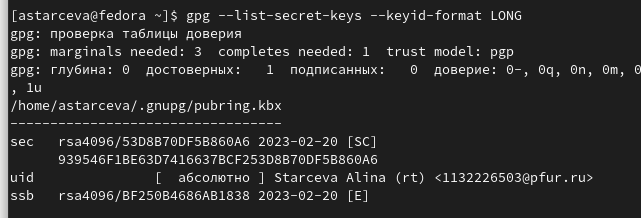 [astarceva@fedora ~]$ gpg --list-secret-keys --keyid-format LONG
gpg: проверка таблицы доверия
gpg: marginals needed: 3  completes needed: 1  trust model: pgp
gpg: глубина: 0  достоверных:   1  подписанных:   0  доверие: 0-, 0q, 0n, 0m, 0
, 1u
/home/astarceva/.gnupg/pubring.kbx
----------------------------------
sec   rsa4096/53D8B70DF5B860A6 2023-02-20 [SC]
      939546F1BE63D7416637BCF253D8B70DF5B860A6
uid               [  абсолютно ] Starceva Alina (rt) <1132226503@pfur.ru>
ssb   rsa4096/BF250B4686AB1838 2023-02-20 [E]